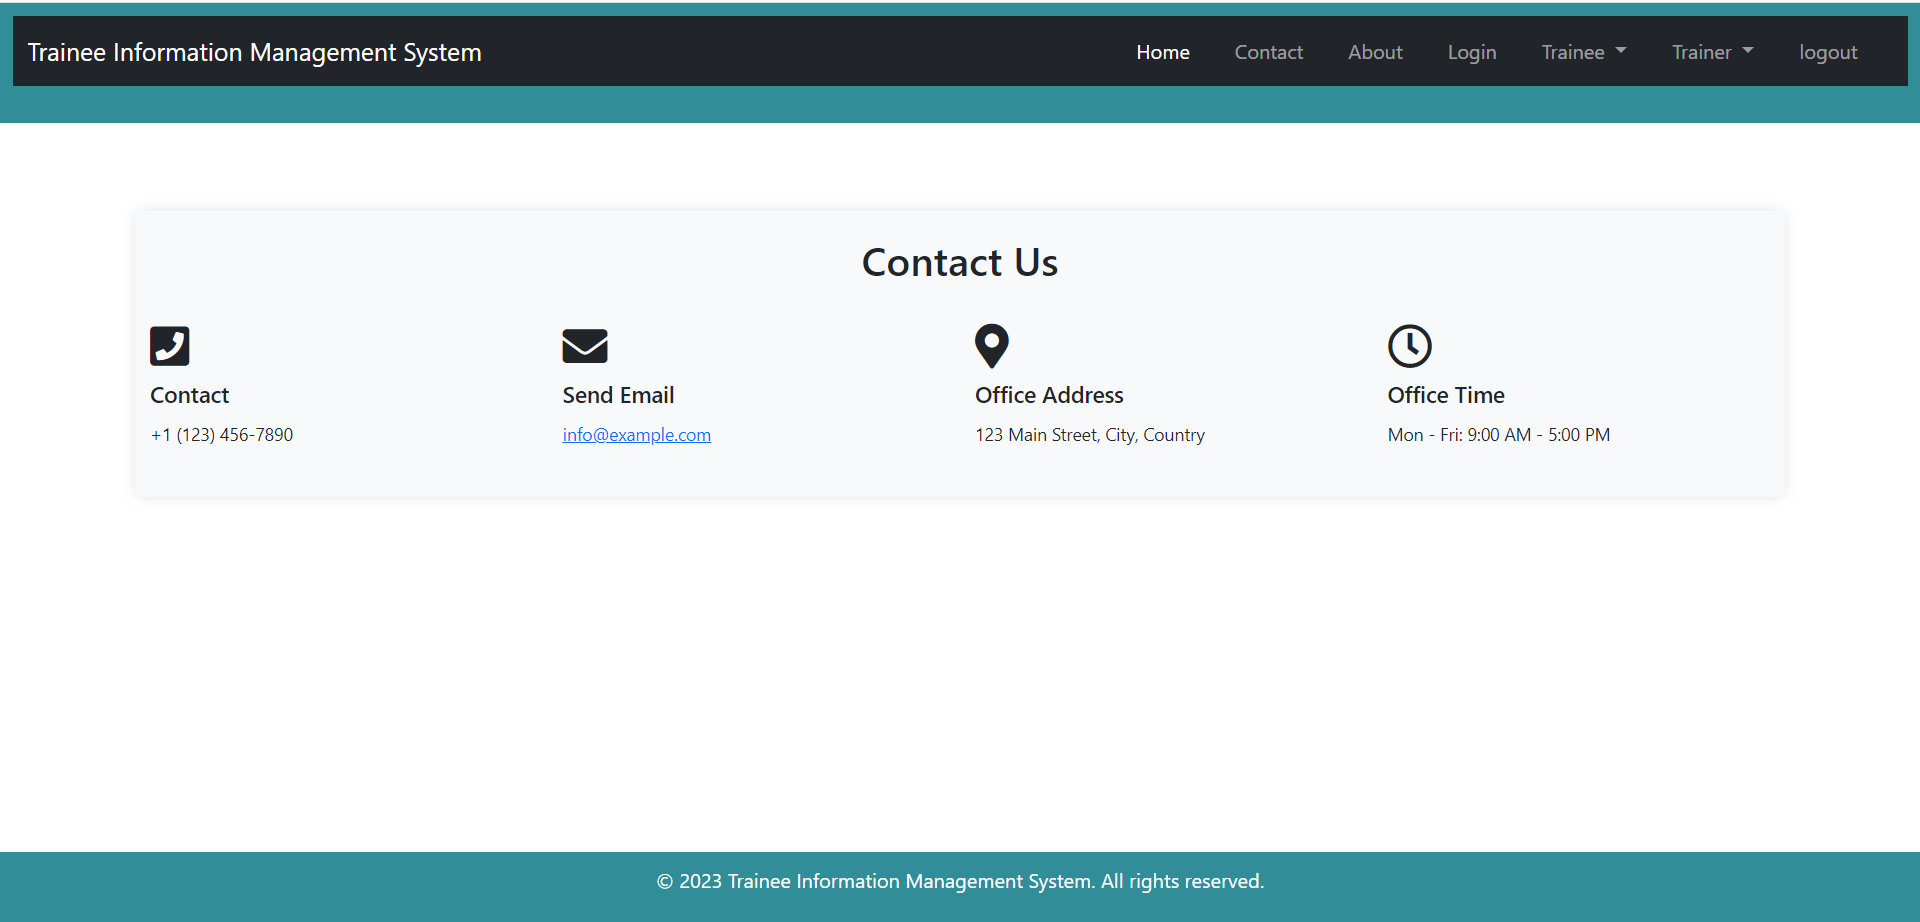 Trainee Information Management System Home Contact About Login Trainee Trainer logout
Contact Us
Contact Send Email Office Address Office Time
+1 (123) 456-7890 info@example.com 123 Main Street, City, Country Mon - Fri: 9:00 AM - 5:00 PM
© 2023 Trainee Information Management System. All rights reserved.